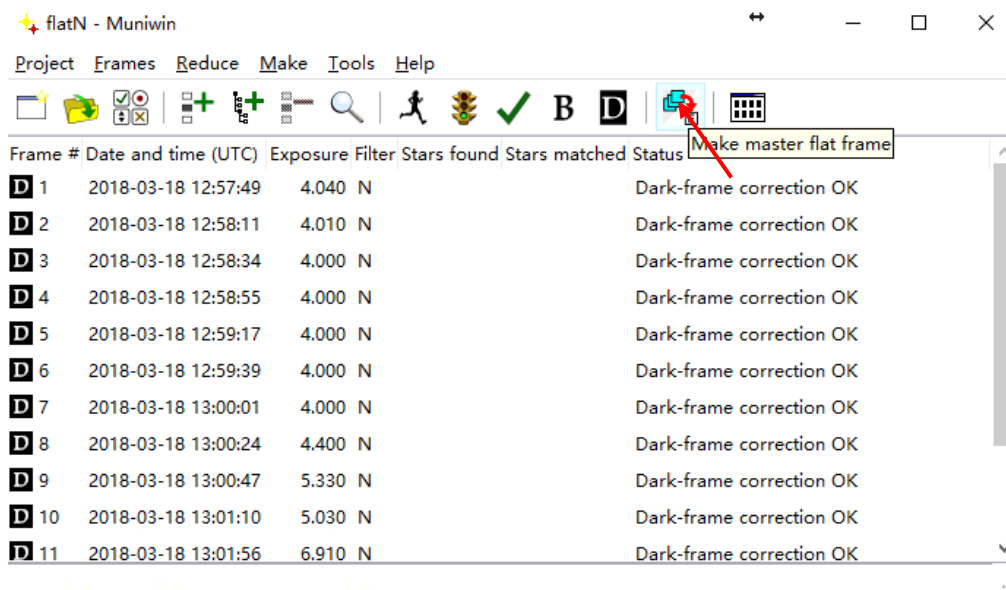 flatN - Muniwin
Project Frames Reduce Make Tools Help
B D
Make master flat frame
Frame # Date and time (UTC) Exposure Filter Stars found Stars matched Status
D 1 2018-03-18 12:57:49 4.040 N Dark-frame correction OK
D 2 2018-03-18 12:58:11 4.010 N Dark-frame correction OK
D 3 2018-03-18 12:58:34 4.000 N Dark-frame correction OK
D 4 2018-03-18 12:58:55 4.000 N Dark-frame correction OK
D 5 2018-03-18 12:59:17 4.000 N Dark-frame correction OK
D 6 2018-03-18 12:59:39 4.000 N Dark-frame correction OK
D 7 2018-03-18 13:00:01 4.000 N Dark-frame correction OK
D 8 2018-03-18 13:00:24 4.400 N Dark-frame correction OK
D 9 2018-03-18 13:00:47 5.330 N Dark-frame correction OK
D 10 2018-03-18 13:01:10 5.030 N Dark-frame correction OK
D 11 2018-03-18 13:01:56 6.910 N Dark-frame correction OK